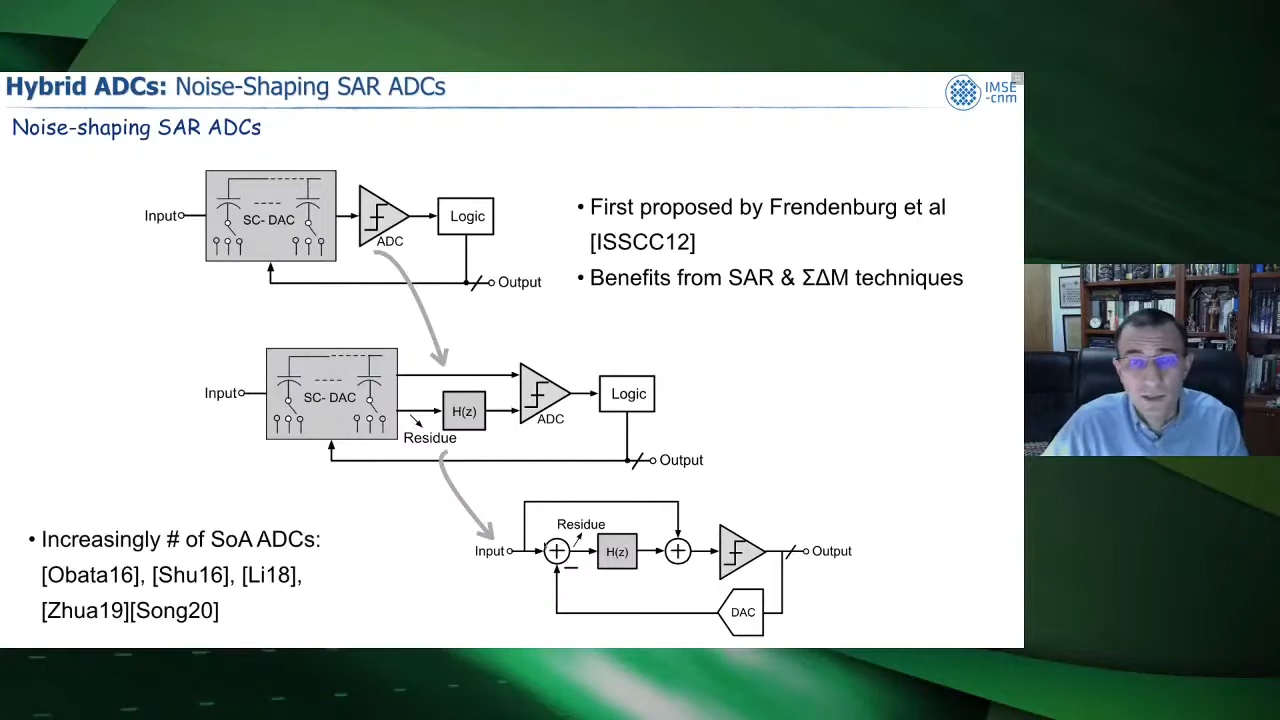 Hybrid ADCs: Noise-Shaping SAR ADCs
IMSE
-cnm
Noise-shaping SAR ADCs
Input
SC- DAC
ADC
Logic
Output
• First proposed by Frendenburg et al
[ISSCC12]
• Benefits from SAR & ΣΔM techniques
Input
SC- DAC
Residue
H(z)
ADC
Logic
Output
• Increasingly # of SoA ADCs:
[Obata16], [Shu16], [Li18],
[Zhua19][Song20]
Input
Residue
H(z)
Output
DAC